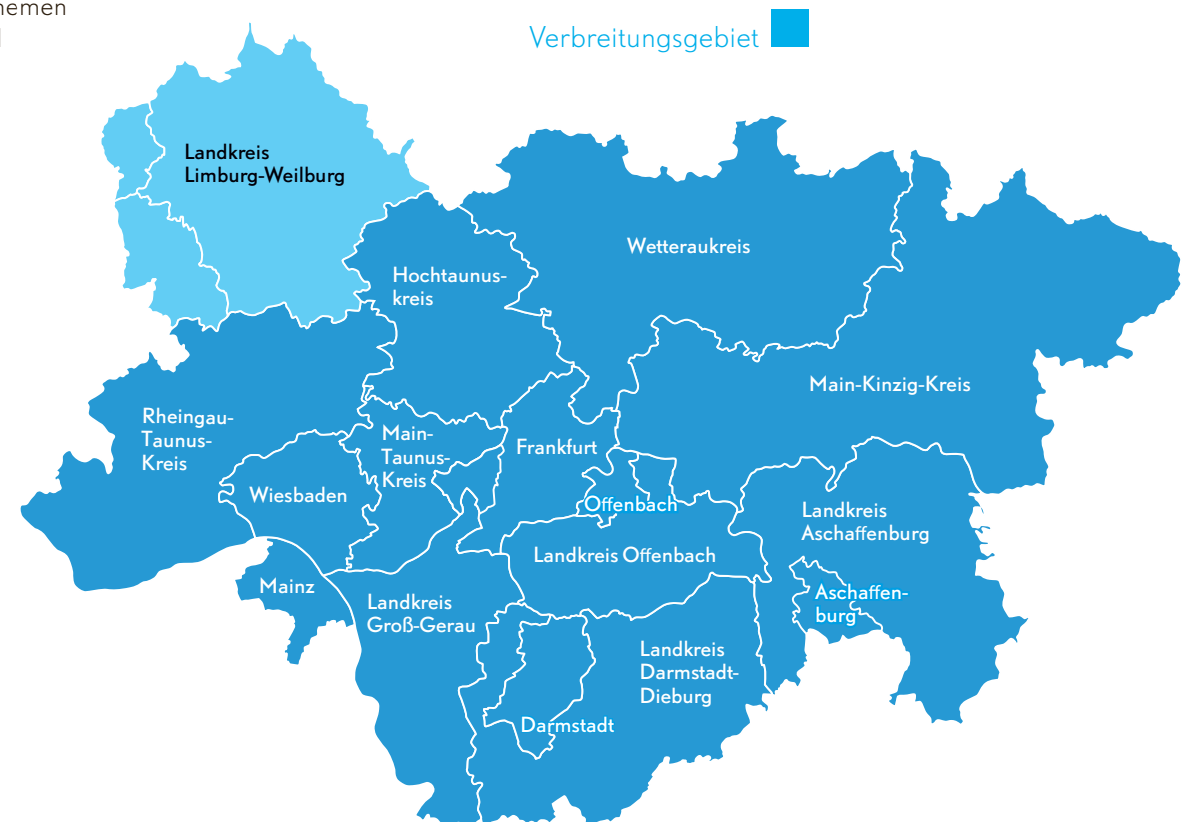 Verbreitungsgebiet
Landkreis
Limburg-Weilburg
Wetteraukreis
Hochtaunus-
kreis
Main-Kinzig-Kreis
Rheingau-
Taunus-
Kreis
Main-
Taunus-
Kreis
Frankfurt
Wiesbaden
Offenbach
Landkreis
Aschaffenburg
Landkreis Offenbach
Mainz
Aschaffen-
burg
Landkreis
Groß-Gerau
Landkreis
Darmstadt-
Dieburg
Darmstadt